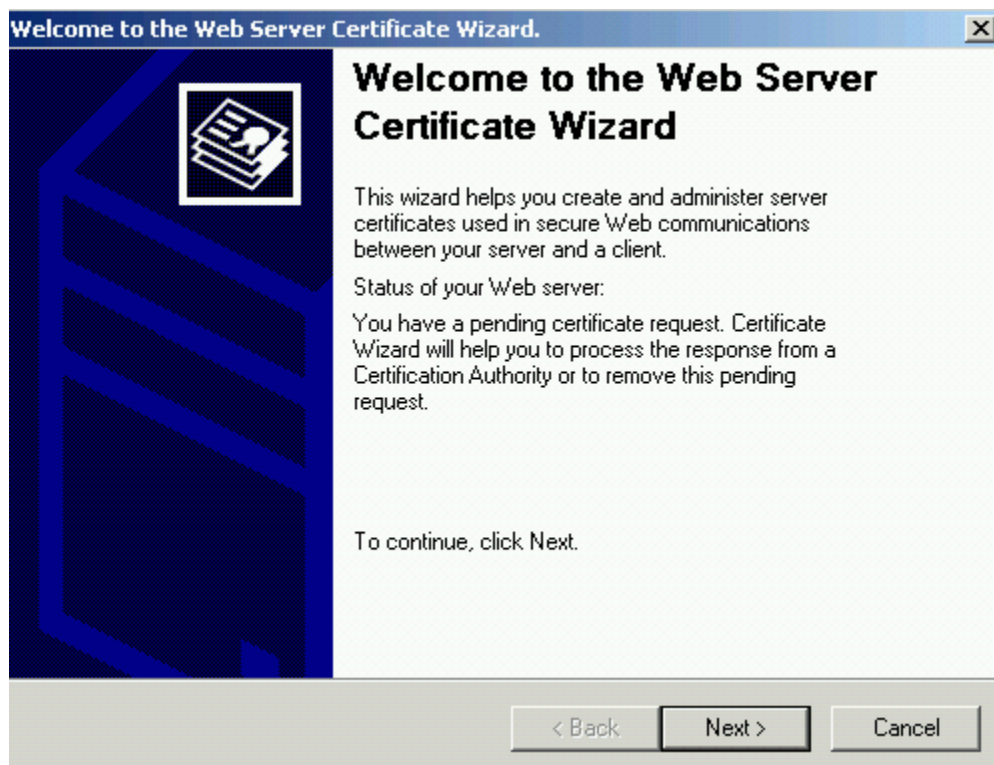 Welcome to the Web Server Certificate Wizard.
Welcome to the Web Server
Certificate Wizard
This wizard helps you create and administer server
certificates used in secure Web communications
between your server and a client.
Status of your Web server:
You have a pending certificate request. Certificate
Wizard will help you to process the response from a
Certification Authority or to remove this pending
request.
To continue, click Next.
< Back
Next >
Cancel